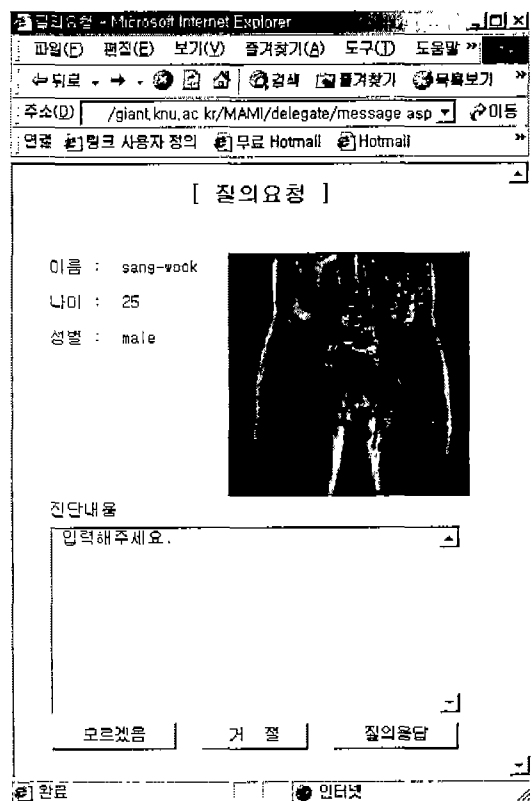 질의요청 - Microsoft Internet Explorer
파일(F) 편집(E) 보기(V) 즐겨찾기(A) 도구(T) 도움말 »
뒤로 검색 즐겨찾기 목록보기 »
주소(D) /giant.knu.ac.kr/MAMI/delegate/message.asp 이동
연결 링크 사용자 정의 무료 Hotmail Hotmail »
[ 질의요청 ]
이름 : sang-wook
나이 : 25
성별 : male
진단내용
입력해주세요.
모르겠음 거 절 질의응답
완료 인터넷